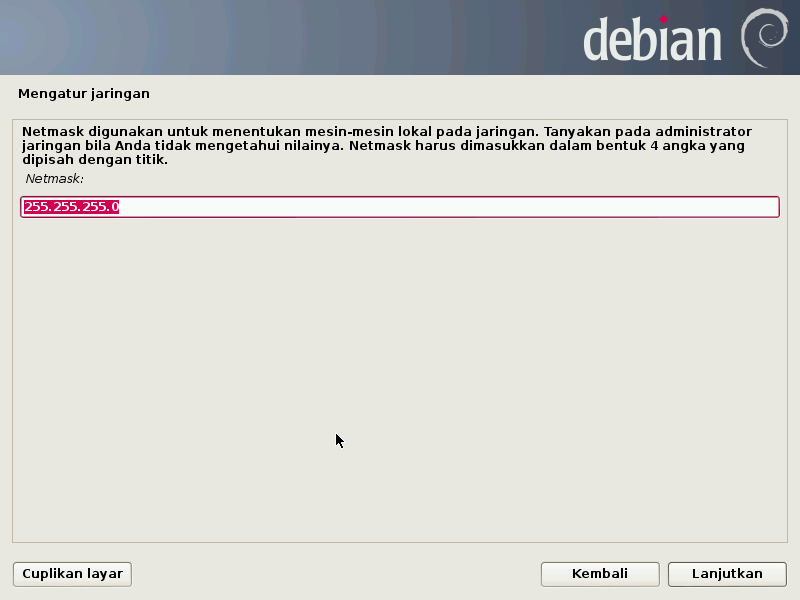 debian
Mengatur jaringan
Netmask digunakan untuk menentukan mesin-mesin lokal pada jaringan. Tanyakan pada administrator
jaringan bila Anda tidak mengetahui nilainya. Netmask harus dimasukkan dalam bentuk 4 angka yang
dipisah dengan titik.
Netmask:
255.255.255.0
Cuplikan layar
Kembali
Lanjutkan